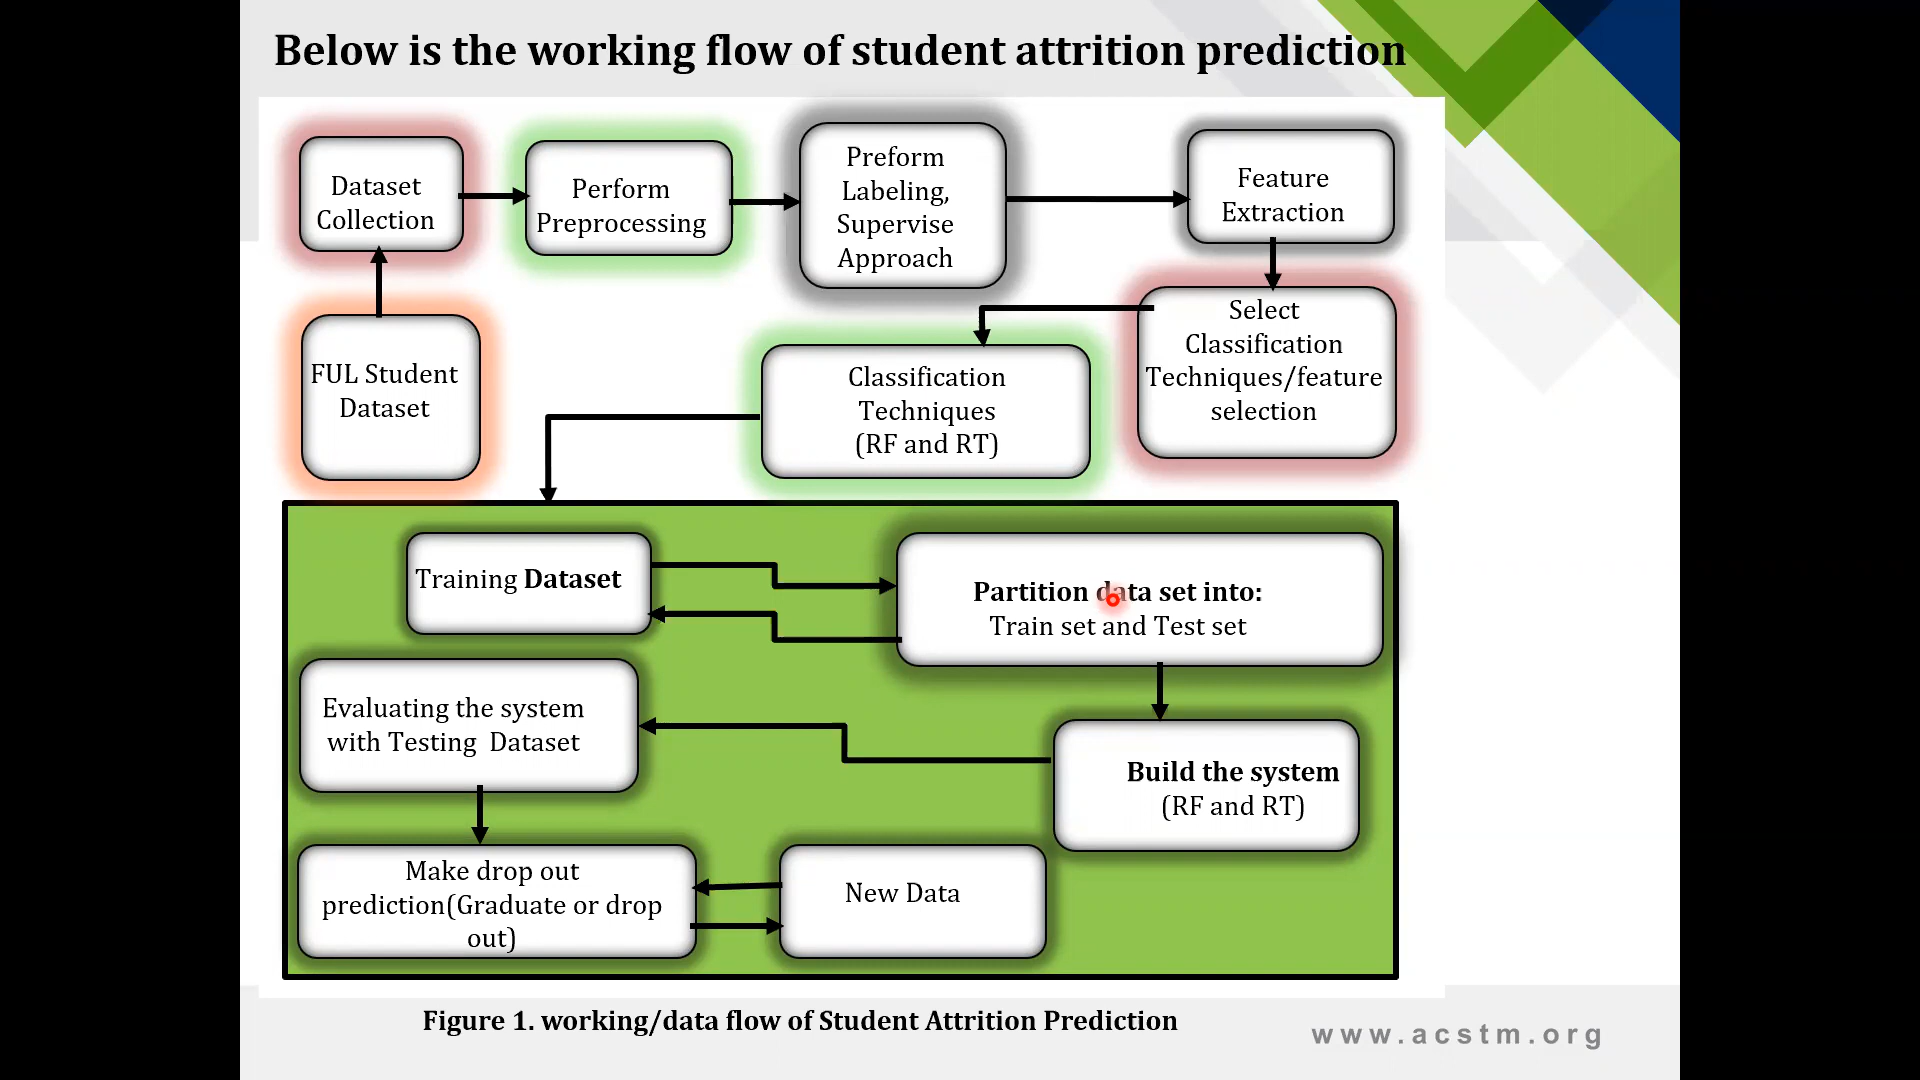 Below is the working flow of student attrition prediction
Dataset
Collection
Perform
Preprocessing
Preform
Labeling,
Supervise
Approach
Feature
Extraction
FUL Student
Dataset
Classification
Techniques
(RF and RT)
Select
Classification
Techniques/feature
selection
Training Dataset
Partition data set into:
Train set and Test set
Evaluating the system
with Testing  Dataset
Build the system
(RF and RT)
Make drop out
prediction(Graduate or drop
out)
New Data
Figure 1. working/data flow of Student Attrition Prediction
www.acstm.org